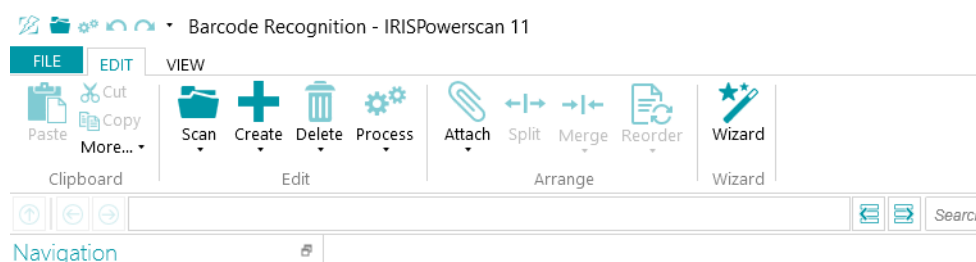 Barcode Recognition - IRISPowerscan 11
FILE EDIT VIEW
Paste Cut Copy More... Scan Create Delete Process Attach Split Merge Reorder Wizard
Clipboard Edit Arrange Wizard
Searc
Navigation